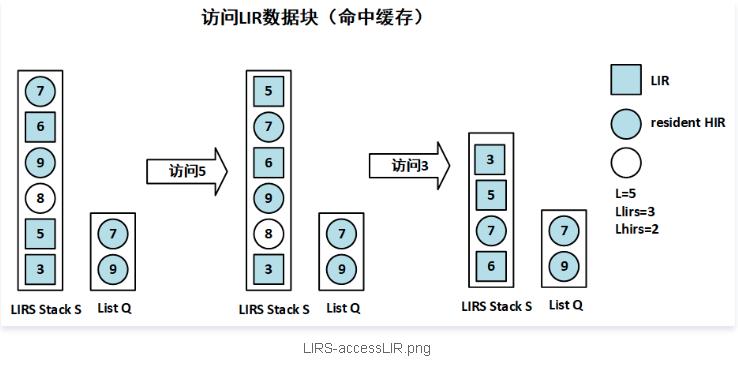 访问LIR数据块（命中缓存）
7
6
9
8
5
3
LIRS Stack S
7
9
List Q
访问5
5
7
6
9
8
3
LIRS Stack S
7
9
List Q
访问3
3
5
7
6
LIRS Stack S
7
9
List Q
LIR
resident HIR
L=5
Llirs=3
Lhirs=2
LIRS-accessLIR.png